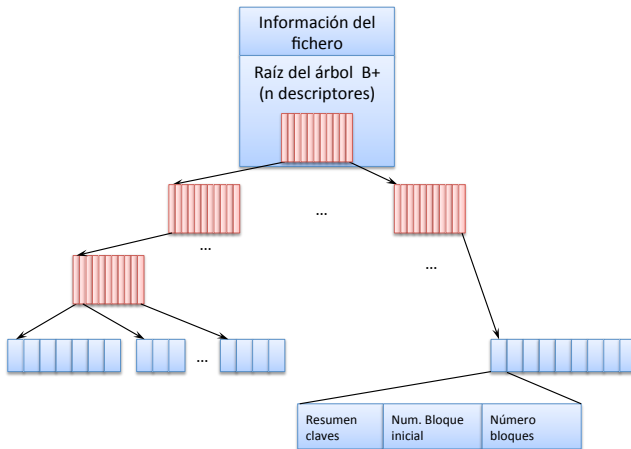 Información del
fichero
Raíz del árbol B+
(n descriptores)
...
...
...
...
Resumen
claves
Num. Bloque
inicial
Número
bloques